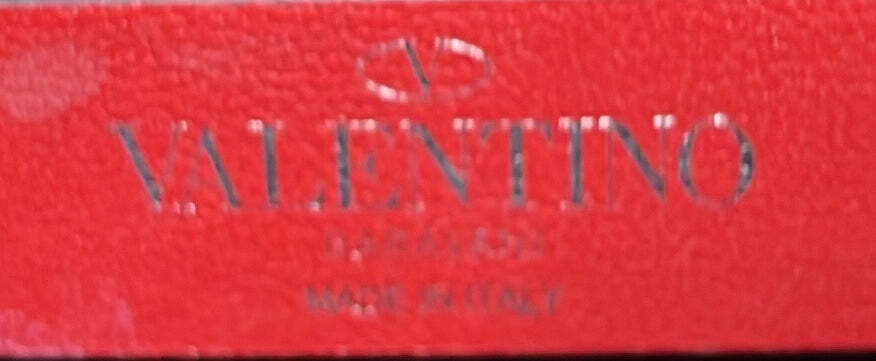 V
VALENTINO
GARAVANI
MADE IN ITALY